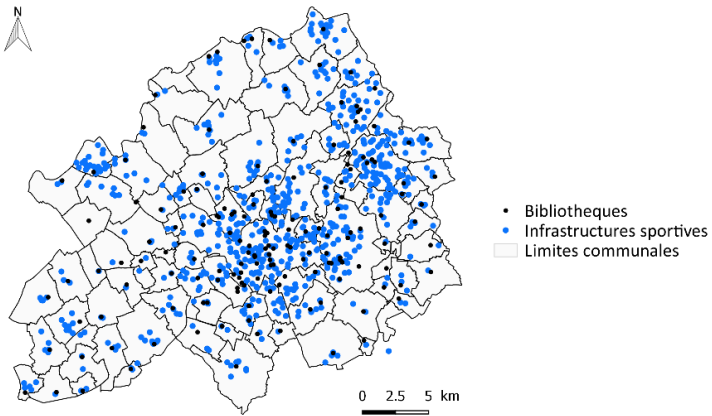 N
Bibliotheques
Infrastructures sportives
Limites communales
0 2.5 5 km